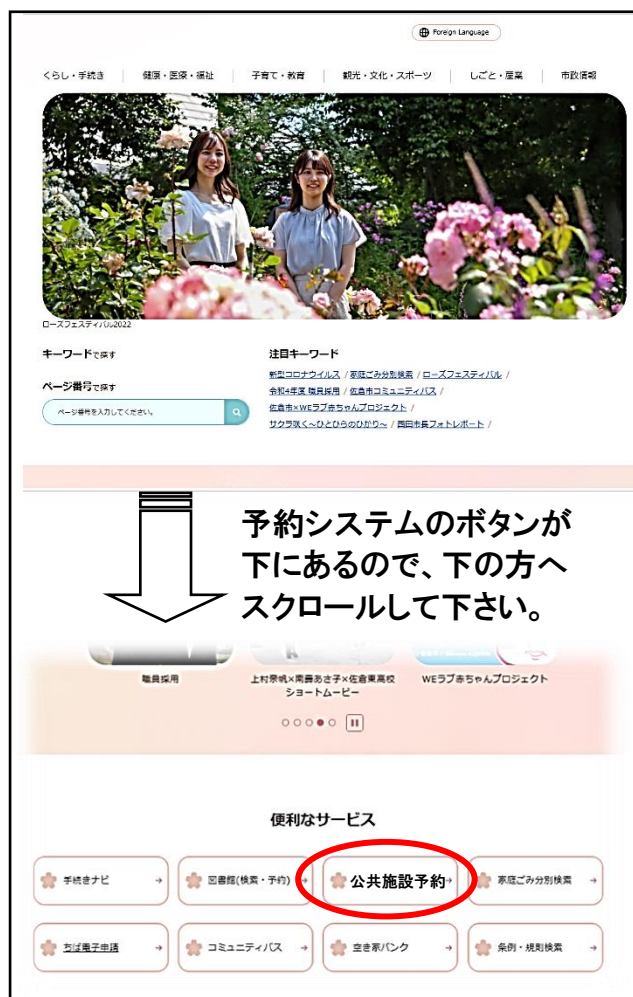 Foreign Language
くらし・手続き
健康・医療・福祉
子育て・教育
観光・文化・スポーツ
しごと・産業
市政情報
ローズフェスティバル2022
キーワードで探す
注目キーワード
新型コロナウイルス / 家庭ごみ分別検索 / ローズフェスティバル /
ページ番号で探す
令和4年度 職員採用 / 佐倉市コミュニティバス /
ページ番号を入力してください。
佐倉市×WEラブ赤ちゃんプロジェクト /
サクラ咲く~ひとひらのひかり~ / 西田市長フォトレポート /
予約システムのボタンが
下にあるので、下の方へ
スクロールして下さい。
職員採用
上村奈帆×南壽あさ子×佐倉東高校
ショートムービー
WEラブ赤ちゃんプロジェクト
便利なサービス
手続きナビ
図書館(検索・予約)
公共施設予約
家庭ごみ分別検索
ちば電子申請
コミュニティバス
空き家バンク
条例・規則検索